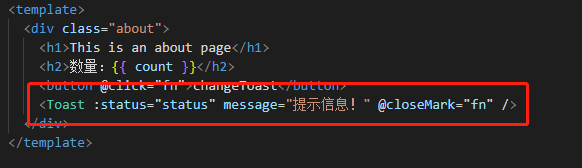 <template>
<div class="about">
<h1>This is an about page</h1>
<h2>数量: {{ count }}</h2>
<button @click="fn">changeToast</button>
<Toast :status="status" message="提示信息! " @closeMark="fn" />
</div>
</template>